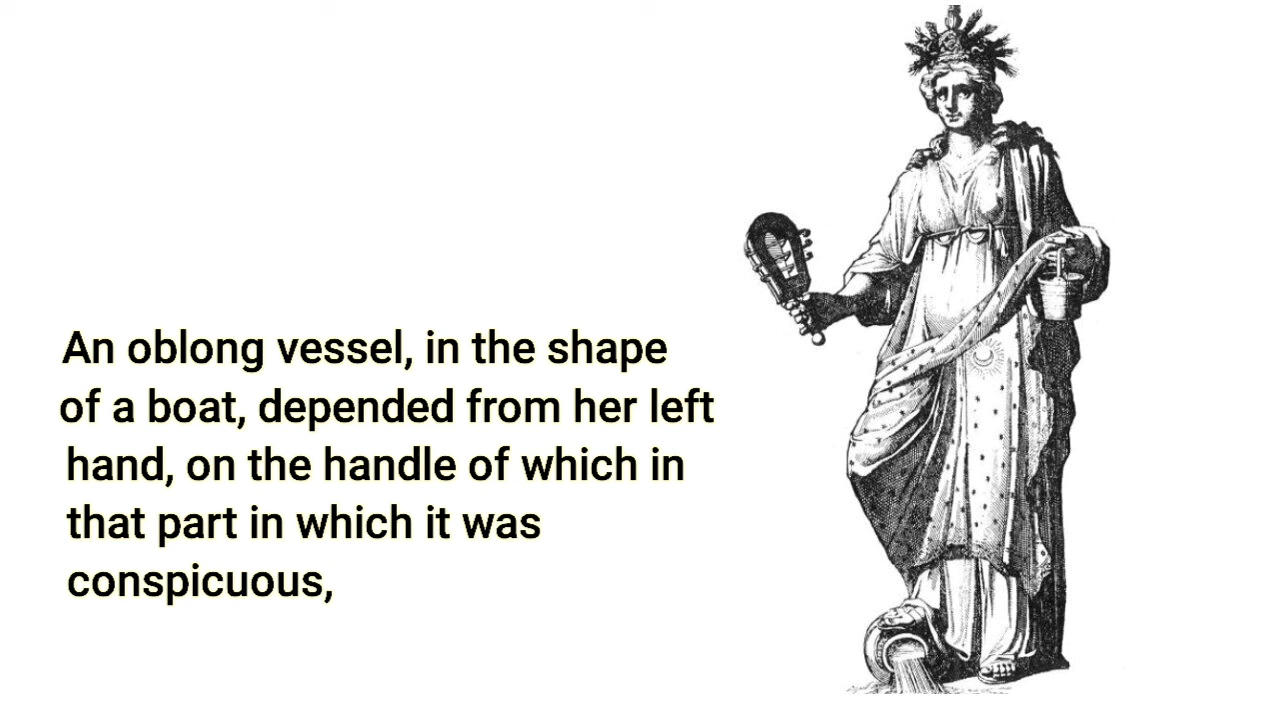 An oblong vessel, in the shape
of a boat, depended from her left
hand, on the handle of which in
that part in which it was
conspicuous,